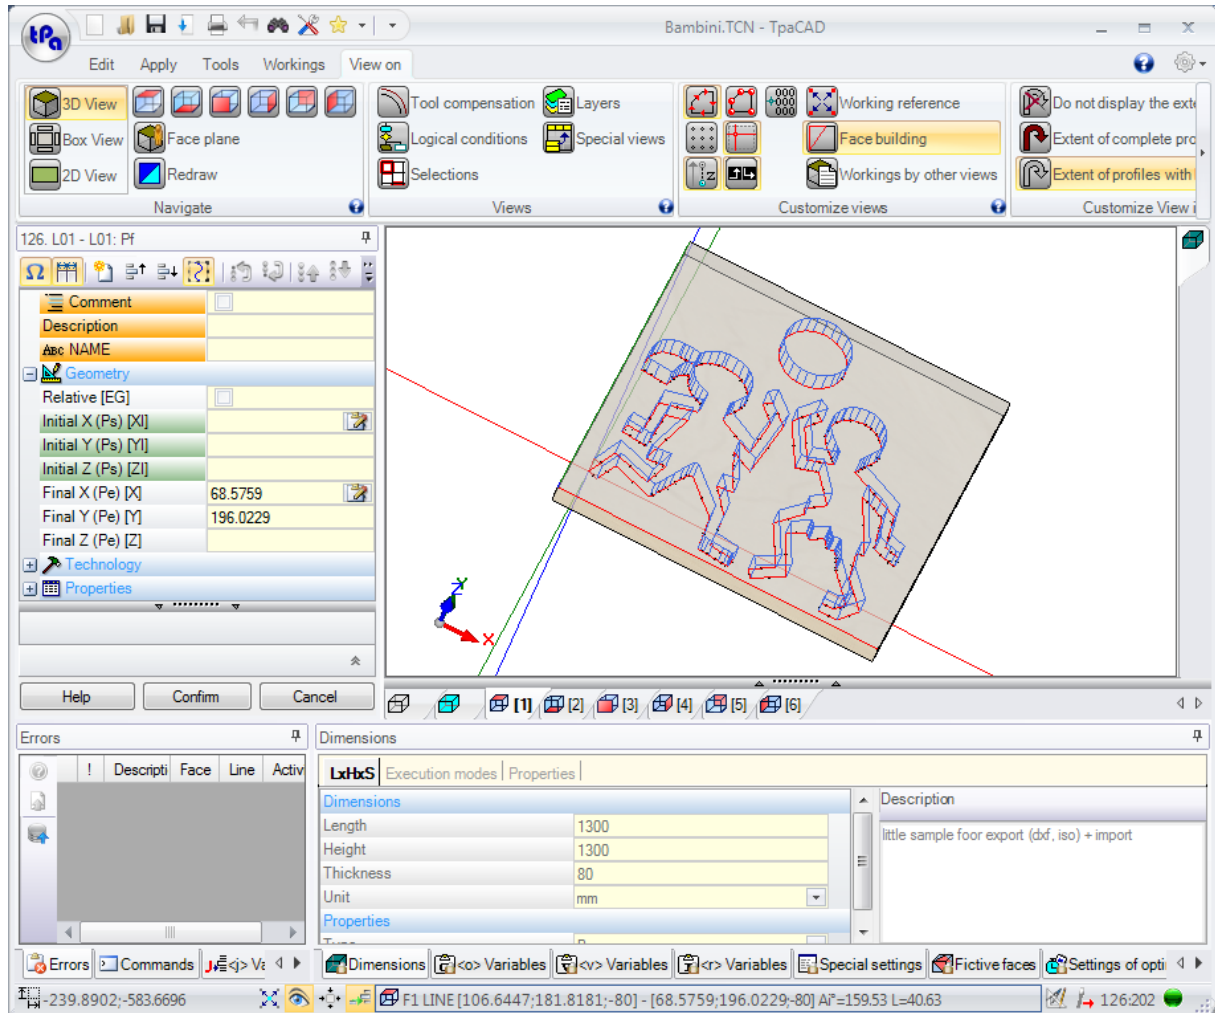 tPa
Bambini.TCN - TpaCAD
Edit Apply Tools Workings View on
3D View
Box View
2D View
Face plane
Redraw
Navigate
Tool compensation
Logical conditions
Selections
Layers
Special views
Views
Working reference
Face building
Workings by other views
Customize views
Do not display the exte
Extent of complete pro
Extent of profiles with
Customize View i
126. L01 - L01: Pf
Comment
Description
ABC NAME
Geometry
Relative [EG]
Initial X (Ps) [XI]
Initial Y (Ps) [YI]
Initial Z (Ps) [ZI]
Final X (Pe) [X] 68.5759
Final Y (Pe) [Y] 196.0229
Final Z (Pe) [Z]
Technology
Properties
Help Confirm Cancel
Z X
[1] [2] [3] [4] [5] [6]
Errors
! Descripti Face Line Activ
Dimensions
LxHxS Execution modes Properties
Dimensions
Length 1300
Height 1300
Thickness 80
Unit mm
Properties
Description
little sample foor export (dxf, iso) + import
Errors Commands <j> Va
Dimensions <o> Variables <v> Variables <r> Variables Special settings Fictive faces Settings of opti
-239.8902;-583.6696
F1 LINE [106.6447;181.8181;-80] - [68.5759;196.0229;-80] Ai°=159.53 L=40.63
126:202